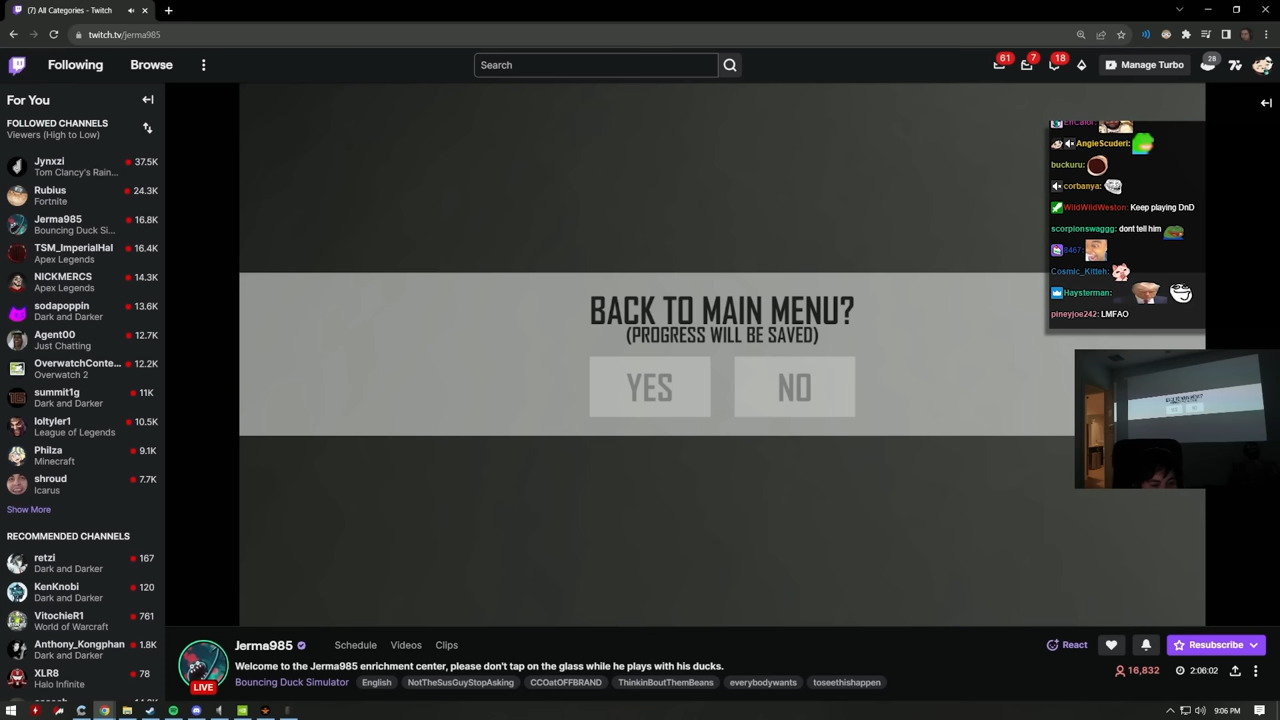 (7) All Categories - Twitch
twitch.tv/jerma985
Following
Browse
Search
61
7
18
Manage Turbo
28
For You
FOLLOWED CHANNELS
Viewers (High to Low)
Jynxzi
37.5K
Tom Clancy's Rain...
Rubius
24.3K
Fortnite
Jerma985
16.8K
Bouncing Duck Si...
TSM_ImperialHal
16.4K
Apex Legends
NICKMERCS
14.3K
Apex Legends
sodapoppin
13.6K
Dark and Darker
Agent00
12.7K
Just Chatting
OverwatchConte...
12.2K
Overwatch 2
summit1g
11K
Dark and Darker
loltyler1
10.5K
League of Legends
Philza
9.1K
Minecraft
shroud
7.7K
Icarus
Show More
RECOMMENDED CHANNELS
retzi
167
Dark and Darker
KenKnobi
120
Dark and Darker
VitochieR1
761
World of Warcraft
Anthony_Kongphan
1.8K
Dark and Darker
XLR8
78
Halo Infinite
BACK TO MAIN MENU?
(PROGRESS WILL BE SAVED)
YES
NO
AngieScuderi:
buckuru:
corbanya:
WildWildWeston: Keep playing DnD
scorpionswaggg: dont tell him
8467:
Cosmic_Kitteh:
Haysterman:
pineyjoe242: LMFAO
LIVE
Jerma985
Schedule
Videos
Clips
React
Resubscribe
Welcome to the Jerma985 enrichment center, please don't tap on the glass while he plays with his ducks.
16,832
2:06:02
Bouncing Duck Simulator
English
NotTheSusGuyStopAsking
CCOatOFFBRAND
ThinkinBoutThemBeans
everybodywants
toseethishappen
9:06 PM